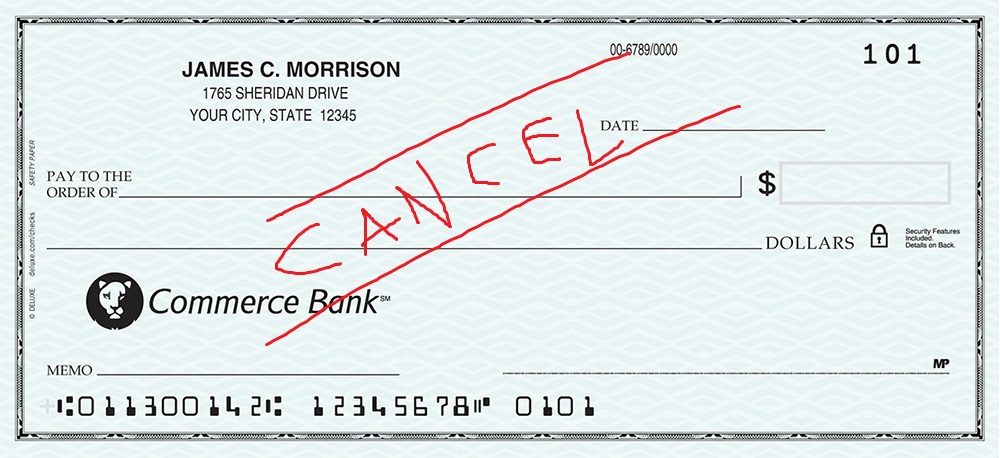 00-6789/0000
101
JAMES C. MORRISON
1765 SHERIDAN DRIVE
YOUR CITY, STATE 12345
DATE
PAY TO THE
ORDER OF
$
DOLLARS
Security Features
Included.
Details on Back.
CANCEL
SAFETY PAPER
deluxe.com/checks
© DELUXE
Commerce Bank℠
MEMO
MP
⑆011300142⑆ 12345678⑈ 0101